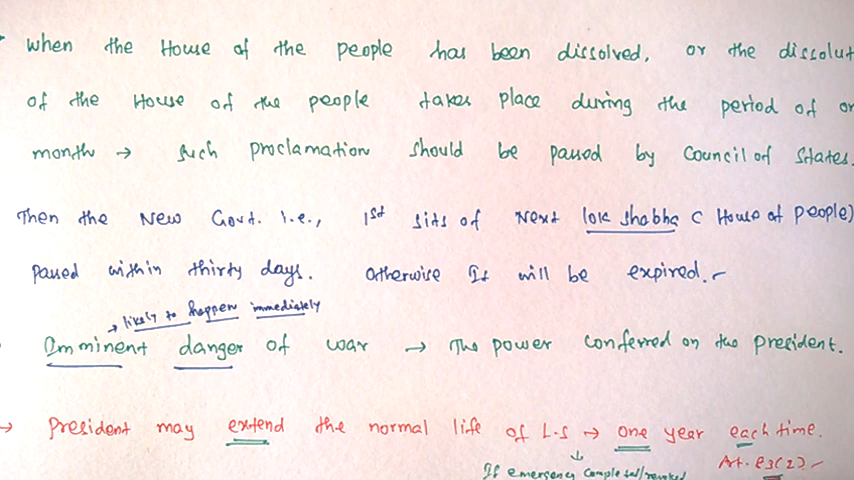 When the House of the people has been dissolved, or the dissolut
of the House of the people takes place during the period of on
month → Such proclamation should be passed by Council of States.
Then the New Govt. i.e., 1st sits of Next lok shabha ( House of people)
passed within thirty days. Otherwise It will be expired.
→ likely to happen immediately
Imminent danger of war → The power conferred on the president.
→ President may extend the normal life of L.S → one year each time.
↓ Art. 83(2)
If emergency completed/revoked